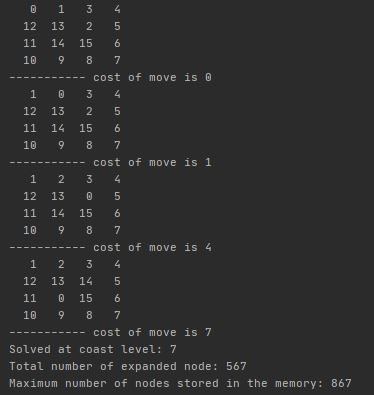 0 1 3 4
12 13 2 5
11 14 15 6
10 9 8 7
----------- cost of move is 0
1 0 3 4
12 13 2 5
11 14 15 6
10 9 8 7
----------- cost of move is 1
1 2 3 4
12 13 0 5
11 14 15 6
10 9 8 7
----------- cost of move is 4
1 2 3 4
12 13 14 5
11 0 15 6
10 9 8 7
----------- cost of move is 7
Solved at coast level: 7
Total number of expanded node: 567
Maximum number of nodes stored in the memory: 867